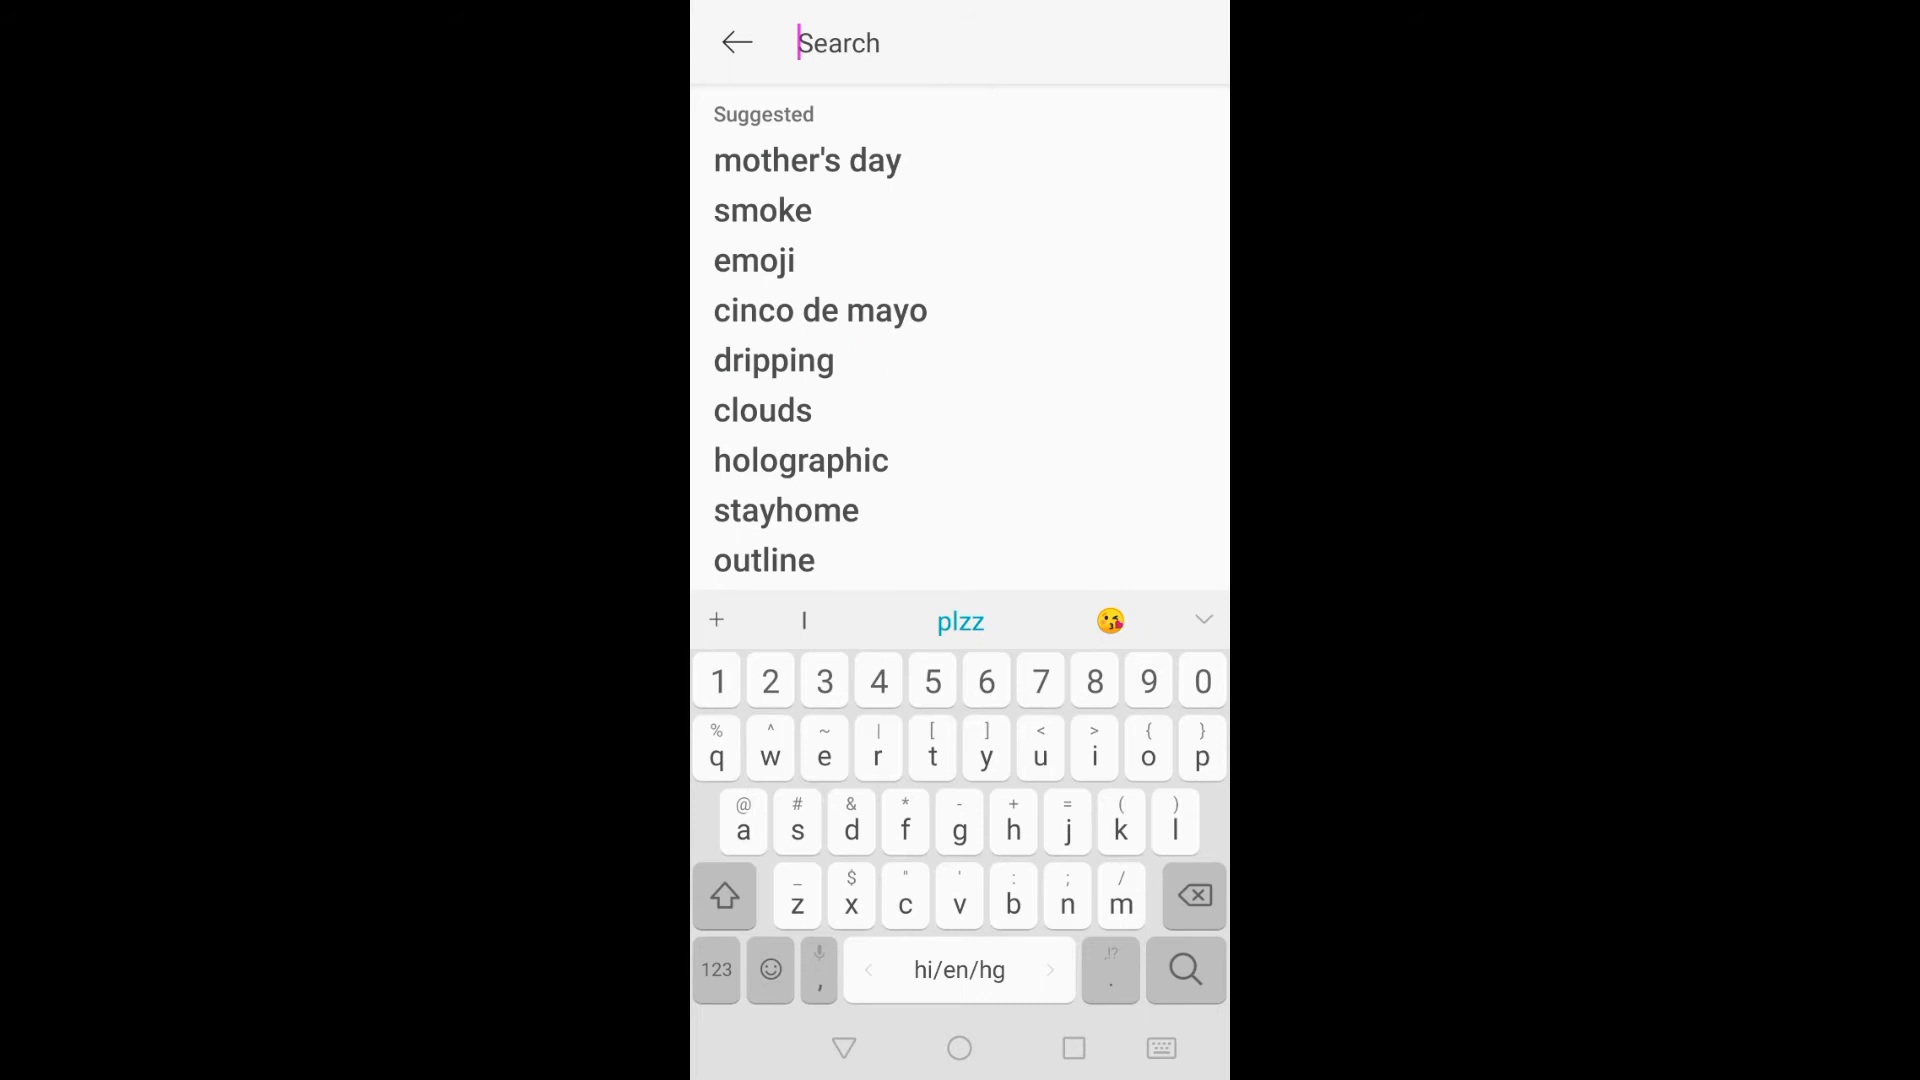 Search
Suggested
mother's day
smoke
emoji
cinco de mayo
dripping
clouds
holographic
stayhome
outline
+ I plzz 😘
1 2 3 4 5 6 7 8 9 0
% ^ ~ | [ ] < > { }
q w e r t y u i o p
@ # & * - + = ( )
a s d f g h j k l
_ $ " ' : ; /
z x c v b n m
,!?
123 , < hi/en/hg > .